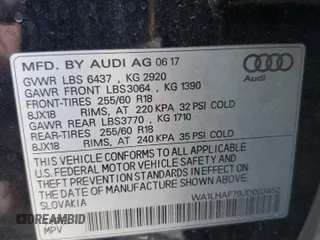 MFD. BY AUDI AG 06 17
GVWR LBS 6437 , KG 2920
GAWR FRONT LBS3064 , KG 1390
FRONT-TIRES 255/60 R18
8JX18 RIMS, AT 220 KPA 32 PSI COLD
GAWR REAR LBS3770 , KG 1710
REAR-TIRES 255/60 R18
8JX18 RIMS, AT 240 KPA 35 PSI COLD
THIS VEHICLE CONFORMS TO ALL APPLICABLE
U.S. FEDERAL MOTOR VEHICLE SAFETY AND
THEFT PREVENTION STANDARDS IN EFFECT ON
THE DATE OF MANUFACTURE SHOWN ABOVE.
SLOVAKIA
MPV
Audi